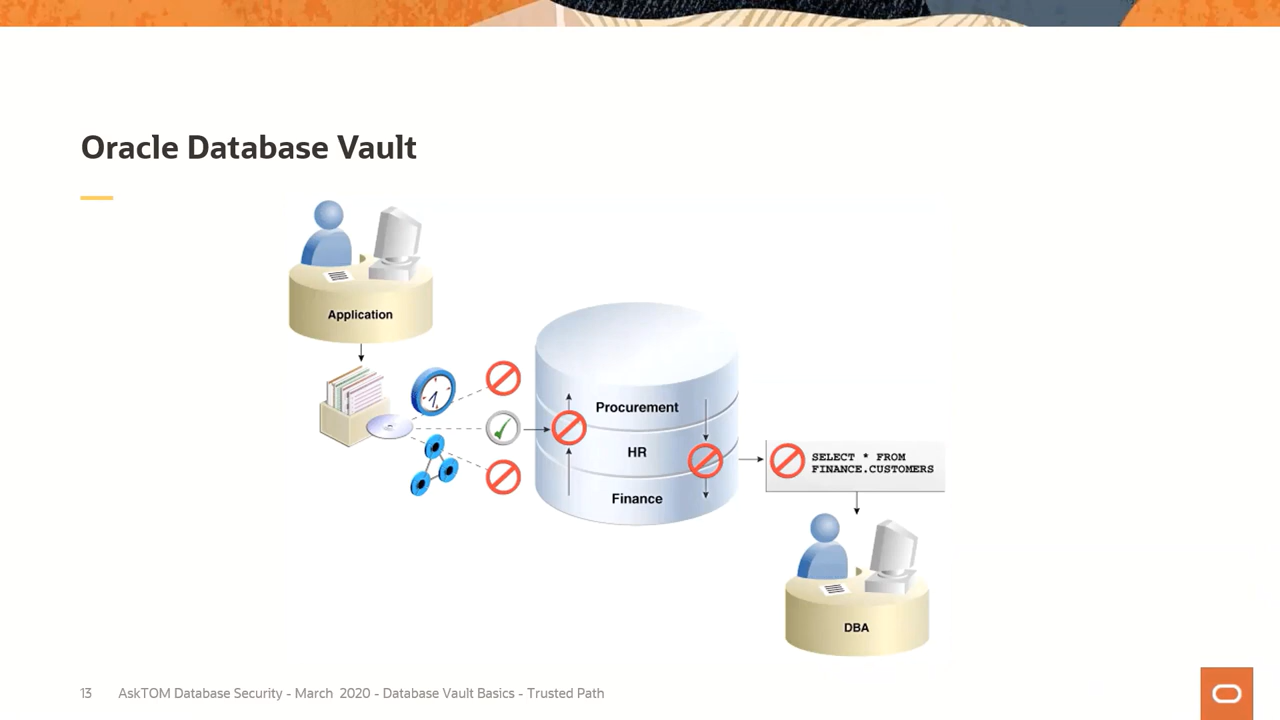 Oracle Database Vault
Application
Procurement
HR
Finance
SELECT * FROM
FINANCE.CUSTOMERS
DBA
13 AskTOM Database Security - March 2020 - Database Vault Basics - Trusted Path